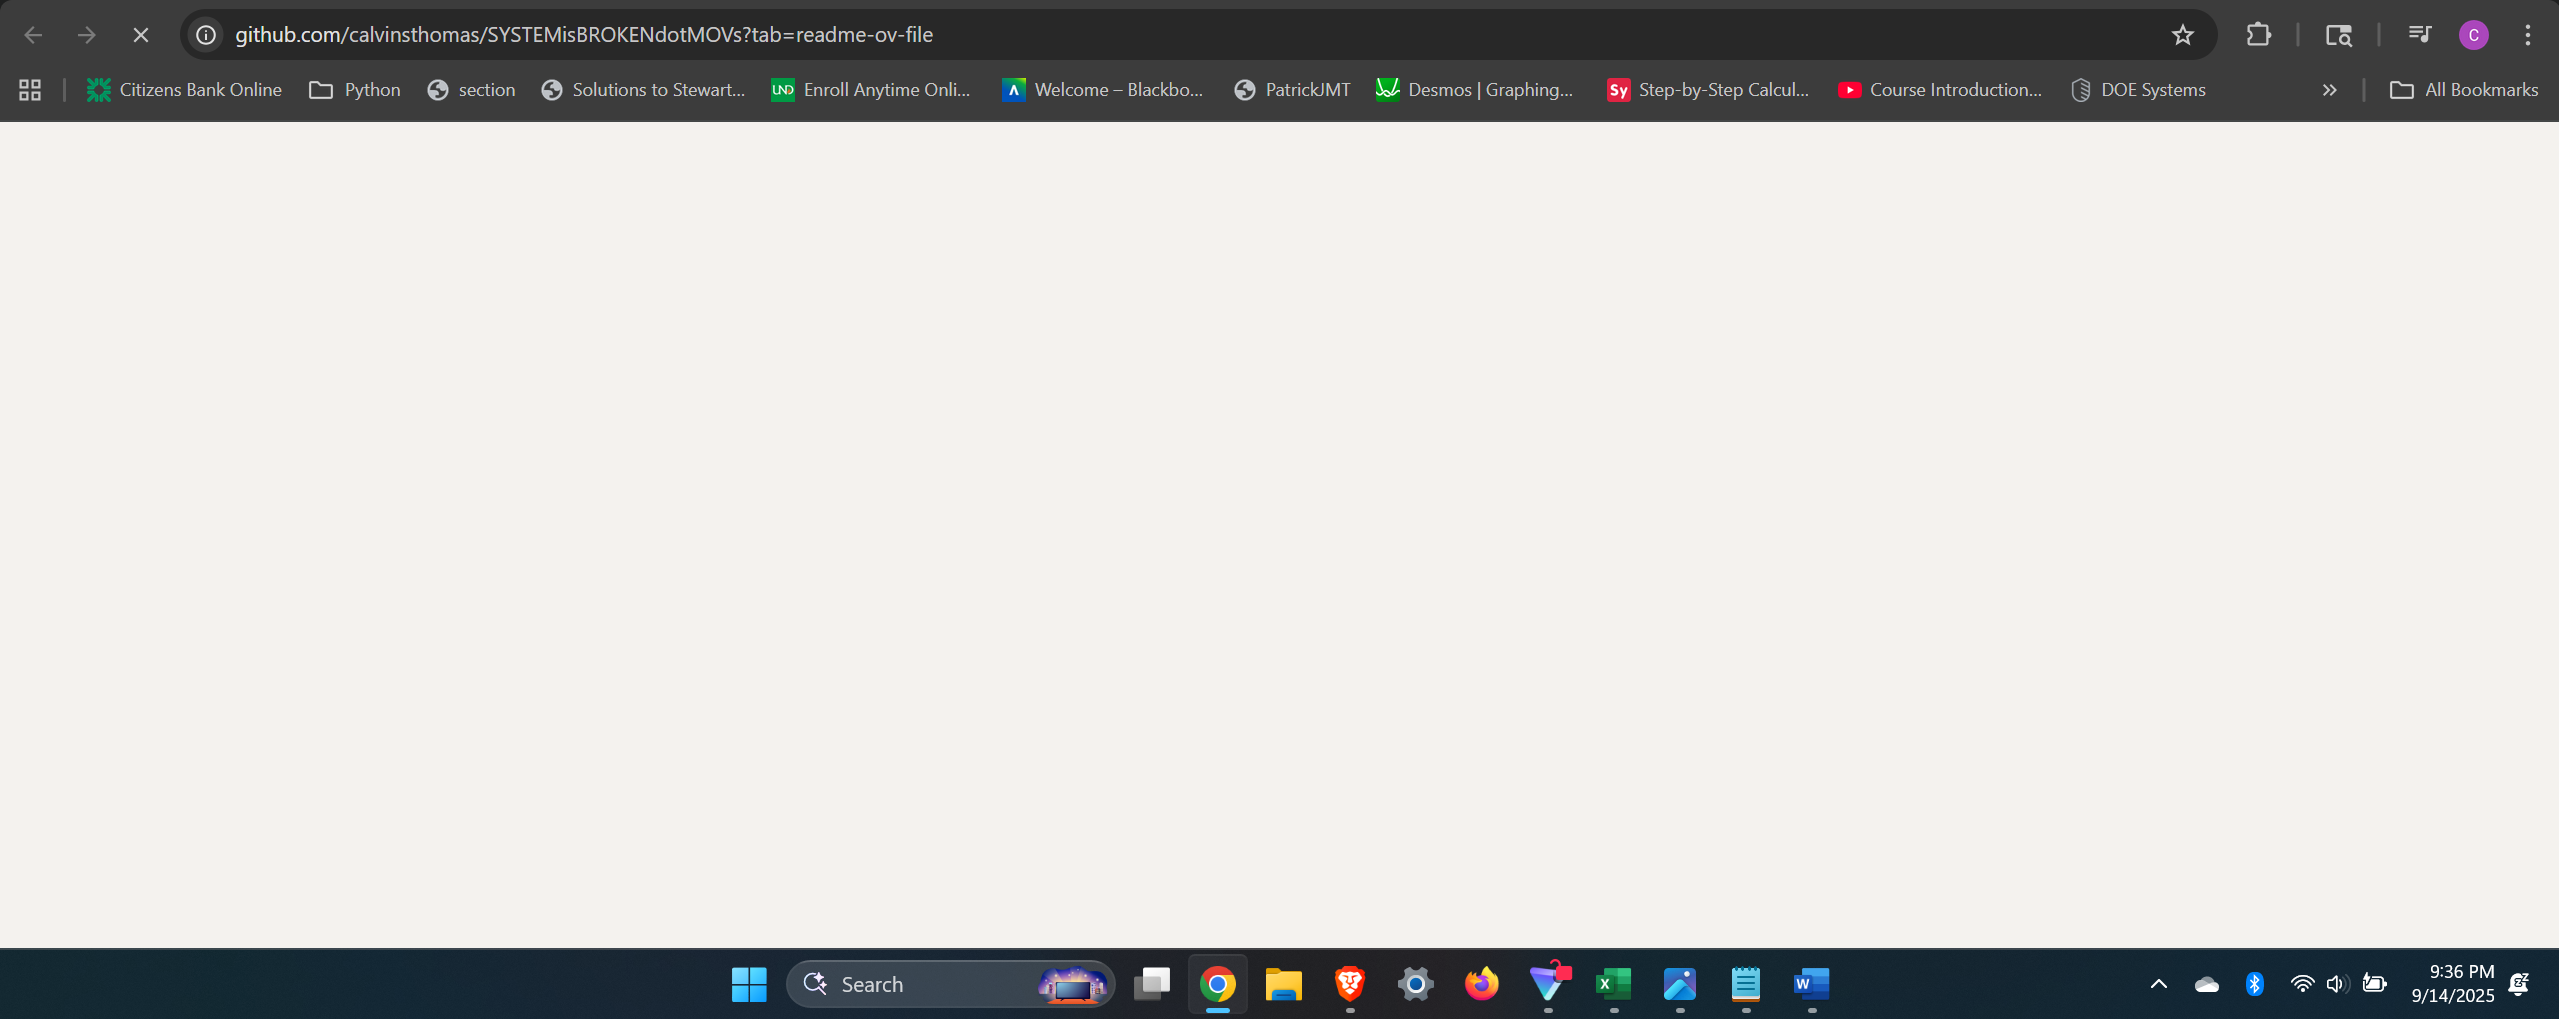 github.com/calvinsthomas/SYSTEMisBROKENdotMOVs?tab=readme-ov-file
C
Citizens Bank Online Python section Solutions to Stewart... UND Enroll Anytime Onli... Welcome – Blackbo... PatrickJMT Desmos | Graphing... Sy Step-by-Step Calcul... Course Introduction... DOE Systems » All Bookmarks
Search
X
W
9:36 PM
9/14/2025